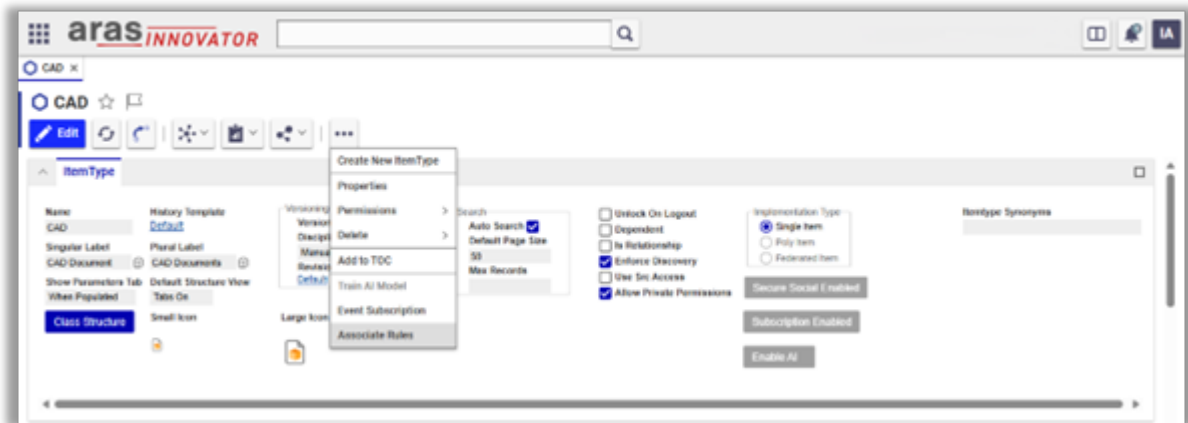 aras INNOVATOR
IA
CAD ×
CAD
Edit
ItemType
Create New ItemType
Properties
Permissions >
Delete >
Add to TOC
Train AI Model
Event Subscription
Associate Rules
Name
CAD
History Template
Default
Singular Label
CAD Document
Plural Label
CAD Documents
Show Parameters Tab
When Populated
Default Structure View
Tabs On
Class Structure
Small Icon
Large Icon
Versioning
Default
Search
Auto Search
Default Page Size
50
Max Records
Unlock On Logout
Dependent
Is Relationship
Enforce Discovery
Use Src Access
Allow Private Permissions
Implementation Type
Single Item
Poly Item
Federated Item
Secure Social Enabled
Subscription Enabled
Enable AI
Itemtype Synonyms